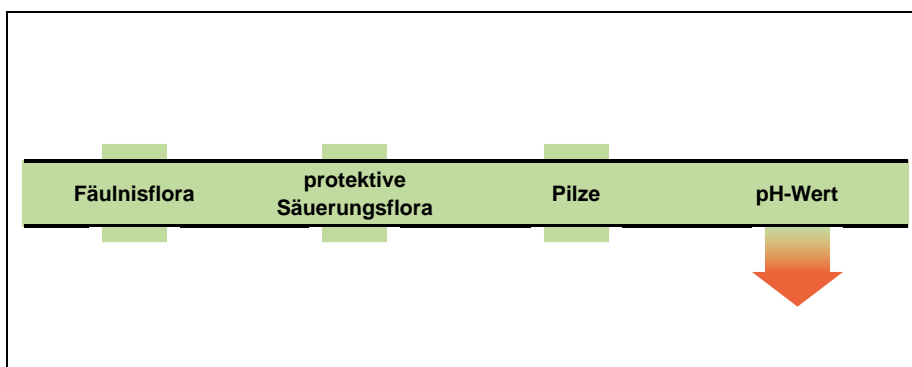 Fäulnisflora
protektive
Säuerungsflora
Pilze
pH-Wert